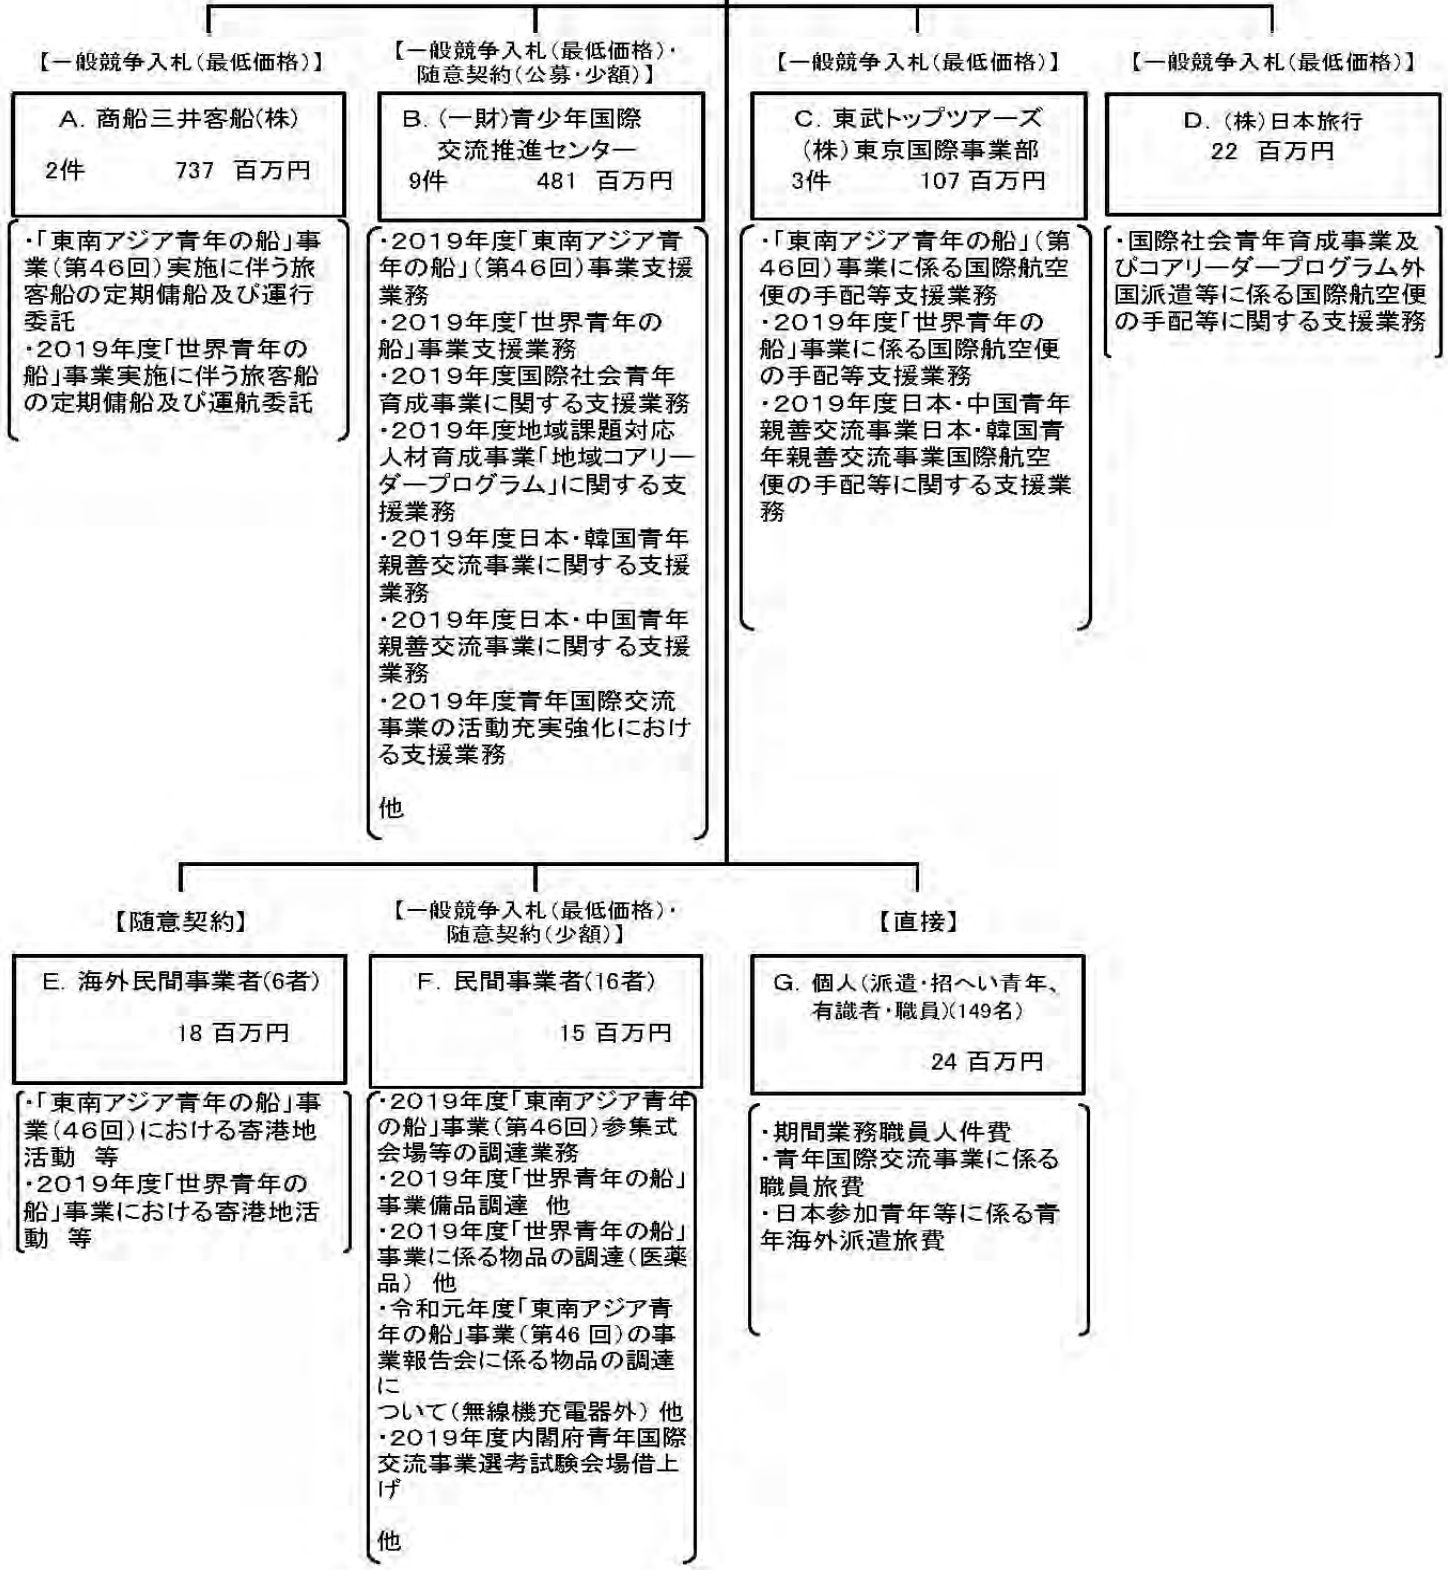 【一般競争入札(最低価格)】
A. 商船三井客船(株)
2件 737 百万円
・「東南アジア青年の船」事
業(第46回)実施に伴う旅
客船の定期傭船及び運行
委託
・2019年度「世界青年の
船」事業実施に伴う旅客船
の定期傭船及び運航委託
【一般競争入札(最低価格)・
随意契約(公募・少額)】
B. (一財)青少年国際
交流推進センター
9件 481 百万円
・2019年度「東南アジア青
年の船」(第46回)事業支援
業務
・2019年度「世界青年の
船」事業支援業務
・2019年度国際社会青年
育成事業に関する支援業務
・2019年度地域課題対応
人材育成事業「地域コアリー
ダープログラム」に関する支
援業務
・2019年度日本・韓国青年
親善交流事業に関する支援
業務
・2019年度日本・中国青年
親善交流事業に関する支援
業務
・2019年度青年国際交流
事業の活動充実強化におけ
る支援業務
他
【一般競争入札(最低価格)】
C. 東武トップツアーズ
(株)東京国際事業部
3件 107 百万円
・「東南アジア青年の船」(第
46回)事業に係る国際航空
便の手配等支援業務
・2019年度「世界青年の
船」事業に係る国際航空便
の手配等支援業務
・2019年度日本・中国青年
親善交流事業日本・韓国青
年親善交流事業国際航空
便の手配等に関する支援業
務
【一般競争入札(最低価格)】
D. (株)日本旅行
22 百万円
・国際社会青年育成事業及
びコアリーダープログラム外
国派遣等に係る国際航空便
の手配等に関する支援業務
【随意契約】
E. 海外民間事業者(6者)
18 百万円
・「東南アジア青年の船」事
業(46回)における寄港地
活動 等
・2019年度「世界青年の
船」事業における寄港地活
動 等
【一般競争入札(最低価格)・
随意契約(少額)】
F. 民間事業者(16者)
15 百万円
・2019年度「東南アジア青年
の船」事業(第46回)参集式
会場等の調達業務
・2019年度「世界青年の船」
事業備品調達 他
・2019年度「世界青年の船」
事業に係る物品の調達(医薬
品) 他
・令和元年度「東南アジア青
年の船」事業(第46 回)の事
業報告会に係る物品の調達
に
ついて(無線機充電器外) 他
・2019年度内閣府青年国際
交流事業選考試験会場借上
げ
他
【直接】
G. 個人(派遣・招へい青年、
有識者・職員)(149名)
24 百万円
・期間業務職員人件費
・青年国際交流事業に係る
職員旅費
・日本参加青年等に係る青
年海外派遣旅費